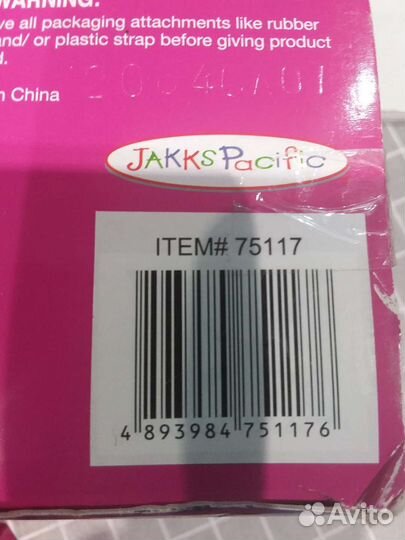 WARNING:
ve all packaging attachments like rubber
and/ or plastic strap before giving product
d.
n China
JAKKS Pacific
ITEM# 75117
4 893984 751176
Avito